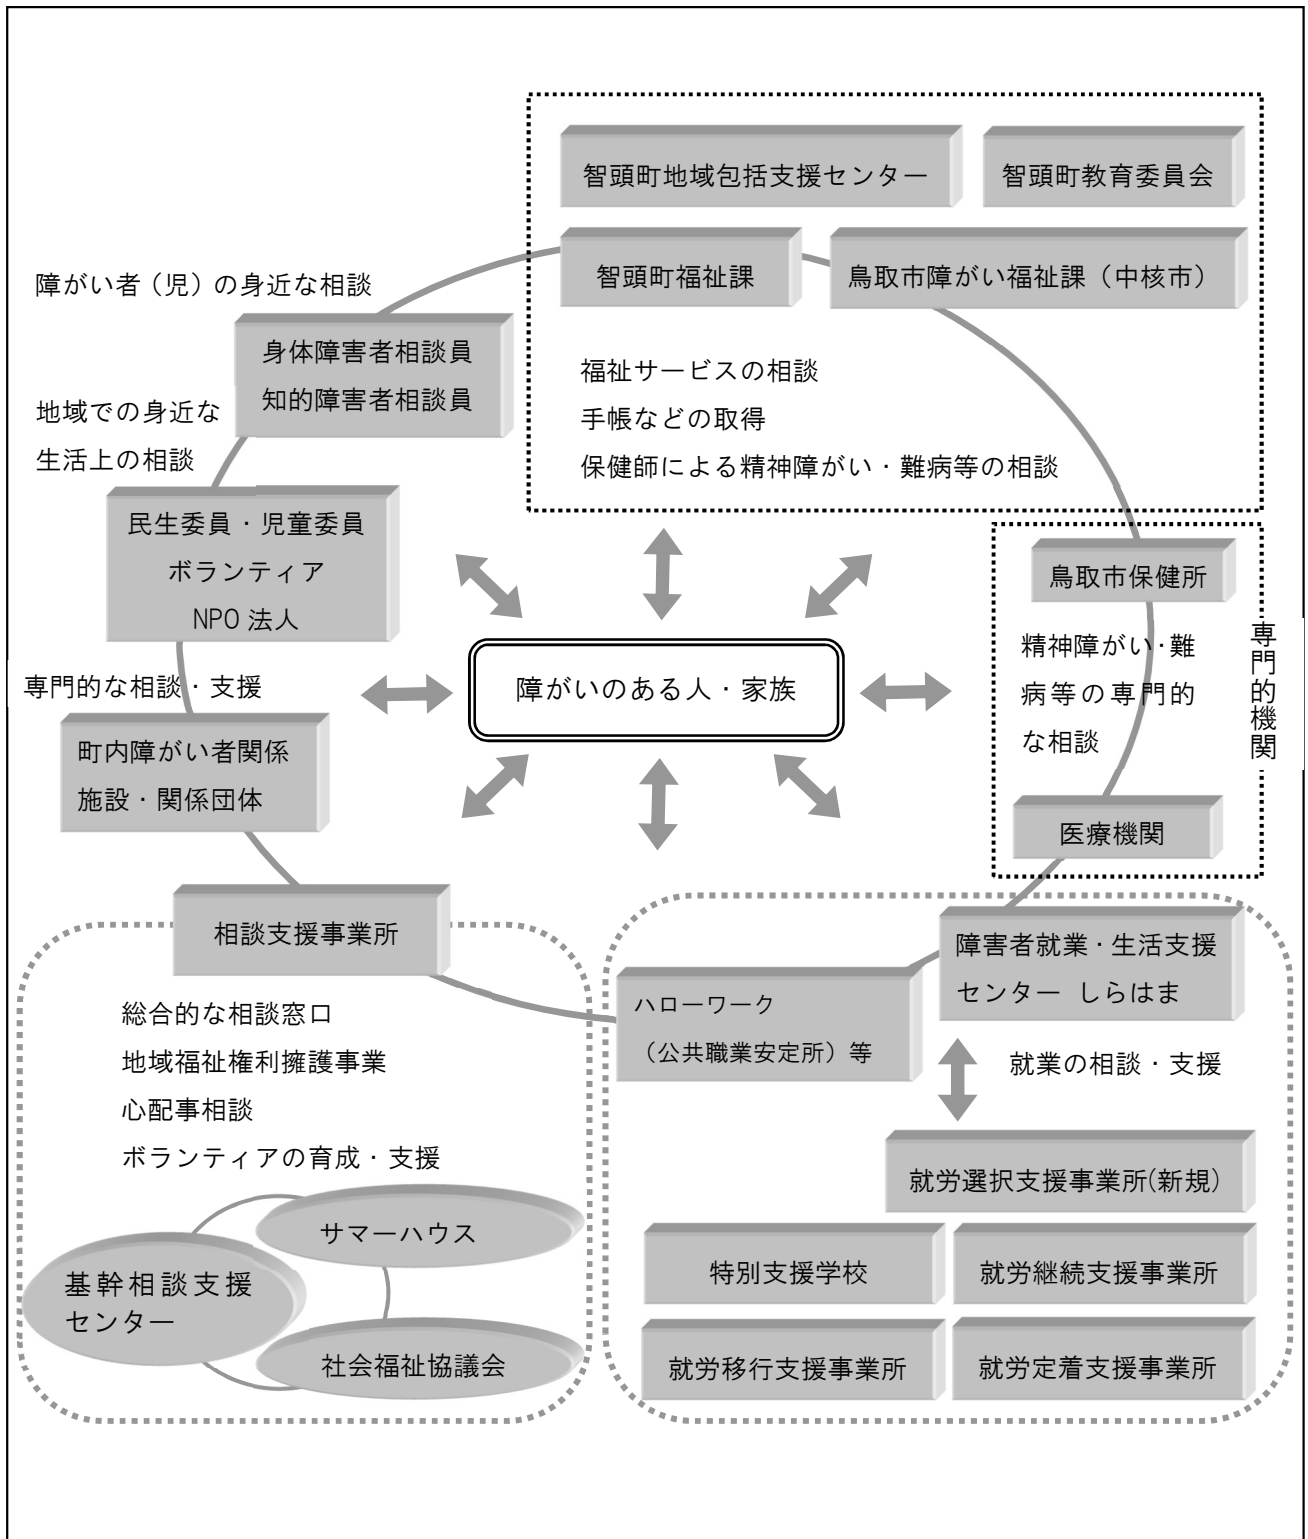 智頭町地域包括支援センター
智頭町教育委員会
智頭町福祉課
鳥取市障がい福祉課（中核市）
福祉サービスの相談
手帳などの取得
保健師による精神障がい・難病等の相談
障がい者（児）の身近な相談
身体障害者相談員
知的障害者相談員
地域での身近な
生活上の相談
民生委員・児童委員
ボランティア
NPO 法人
専門的な相談・支援
町内障がい者関係
施設・関係団体
障がいのある人・家族
鳥取市保健所
精神障がい・難
病等の専門的
な相談
医療機関
専門的機関
相談支援事業所
総合的な相談窓口
地域福祉権利擁護事業
心配事相談
ボランティアの育成・支援
サマーハウス
基幹相談支援
センター
社会福祉協議会
障害者就業・生活支援
センター しらはま
ハローワーク
（公共職業安定所）等
就業の相談・支援
就労選択支援事業所(新規)
特別支援学校
就労継続支援事業所
就労移行支援事業所
就労定着支援事業所